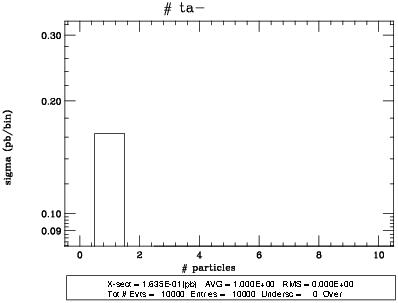 # ta-
0.30
0.20
0.10
0.09
sigma (pb/bin)
0 2 4 6 8 10
# particles
X-sect = 1.635E-01(pb) AVG = 1.000E+00 RMS = 0.000E+00
Tot # Evts = 10000 Entries = 10000 Undersc = 0 Over